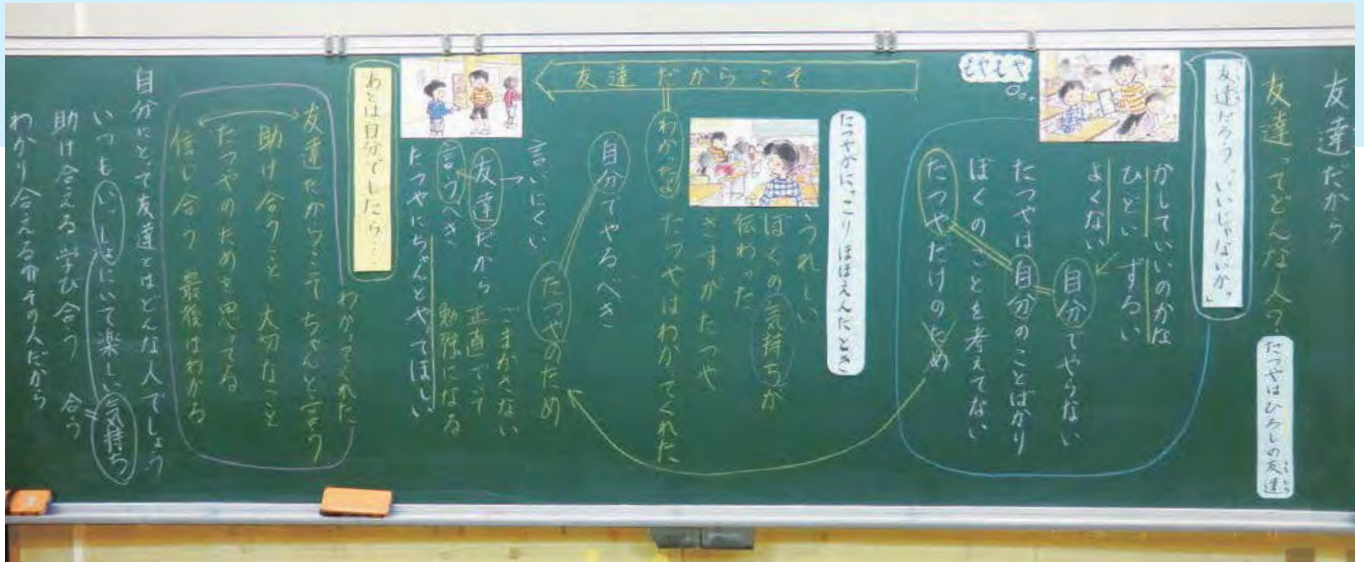 友達だから
友達ってどんな人？
たつやはひろしの友達
ともだち
友達だろう、いいじゃないか。」
もやもや
かしていいのかな
ひどい ずるい
よくない
自分でやらない
たつやは自分のことばかり
ぼくのことを考えてない
たつやだけのため
たつやがにっこりほほえんだとき
うれしい
ぼくの気持ちが
伝わった
さすがたつや
友達だからこそ
わかったよ たつやはわかってくれた
自分でやるべき
たつやのため
言いにくい
友達だから
ごまかさない
正直でって
言うべき
勉強になる
たつやにちゃんとやてほしい
あとは自分でしたら…
わかってくれた
友達だからこそちゃんと言う
助け合うこと 大切なこと
たつやのためを思ってる
信じ合う 最後はわかる
自分にとって友達はどんな人でしょう
いつもいっしょにいて楽しい気持ち
助け合える 学び合う 合う
わかり合える その人だから